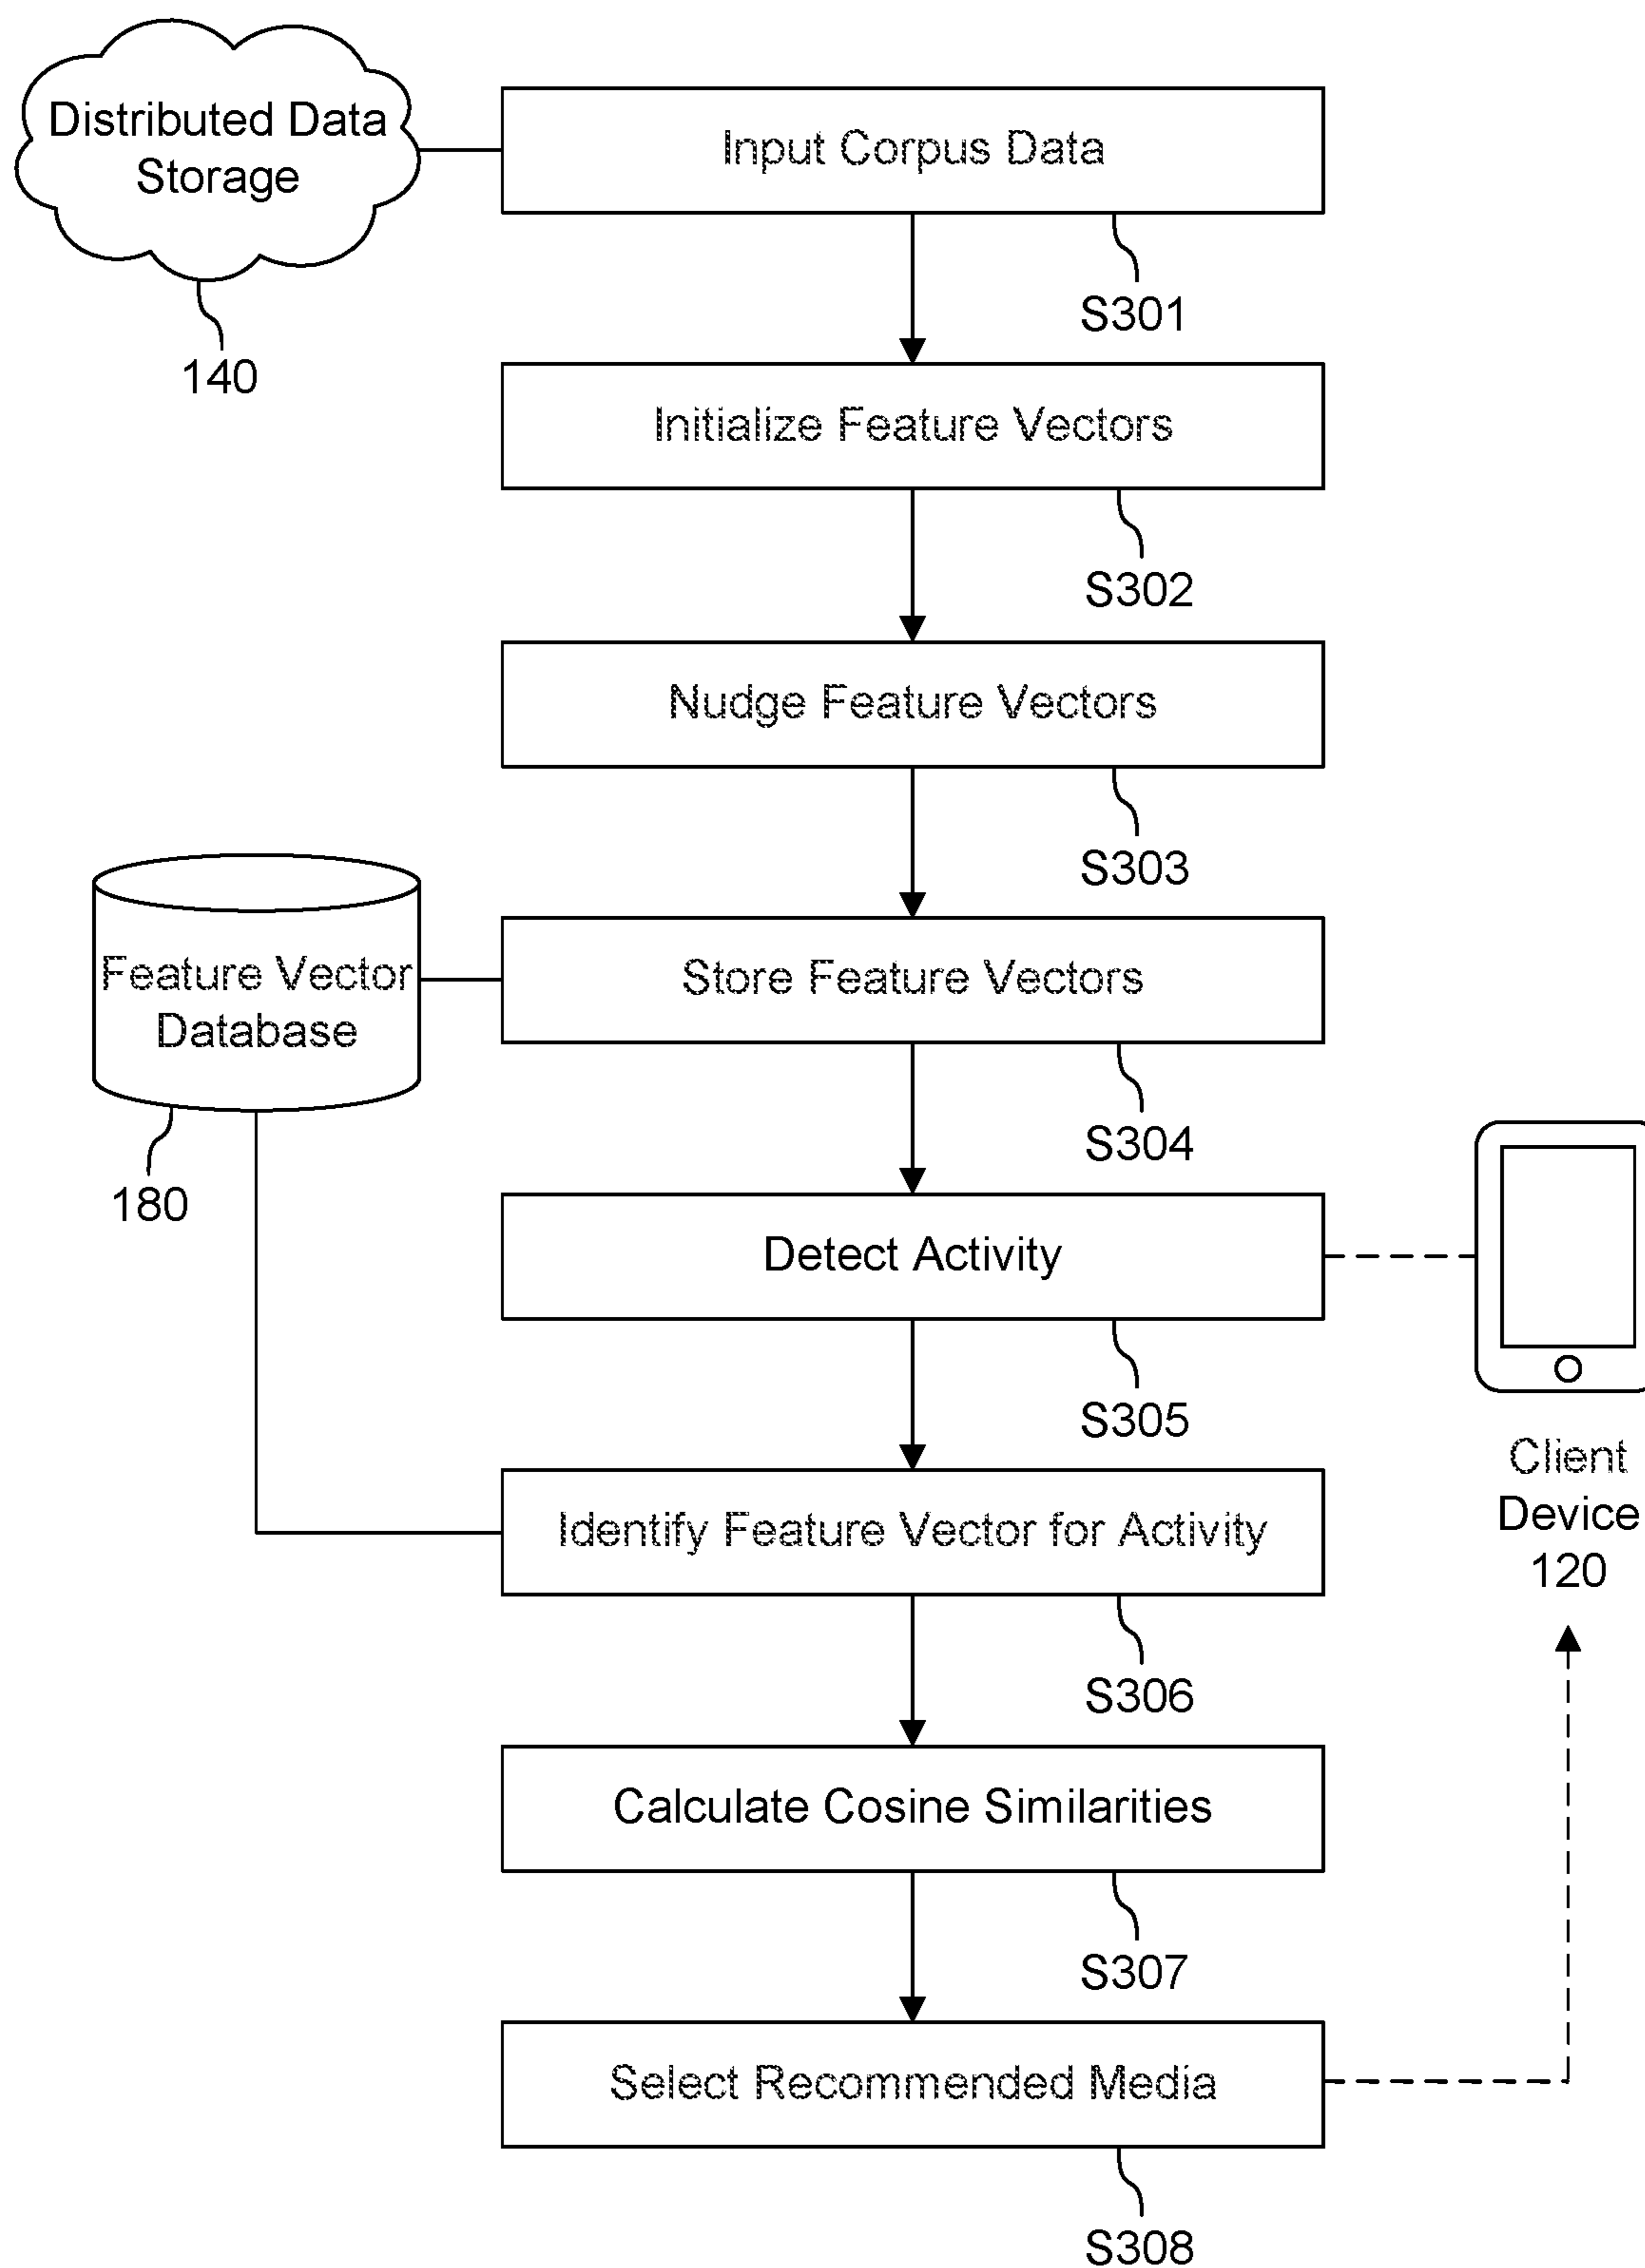 Distributed Data
Storage
140
Input Corpus Data
S301
Initialize Feature Vectors
S302
Nudge Feature Vectors
S303
Feature Vector
Database
180
Store Feature Vectors
S304
Detect Activity
S305
Client
Device
120
Identify Feature Vector for Activity
S306
Calculate Cosine Similarities
S307
Select Recommended Media
S308